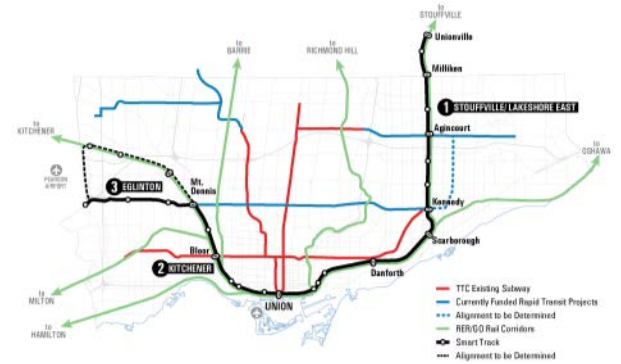 to
STOUFFVILLE
Unionville
to
BARRIE
to
RICHMOND HILL
Milliken
1 STOUFFVILLE/ LAKESHORE EAST
to
KITCHENER
Agincourt
to
OSHAWA
PEARSON
AIRPORT
3 EGLINTON
Mt.
Dennis
Kennedy
Scarborough
Bloor
2 KITCHENER
Danforth
UNION
to
MILTON
to
HAMILTON
TTC Existing Subway
Currently Funded Rapid Transit Projects
Alignment to be Determined
RER/GO Rail Corridors
Smart Track
Alignment to be Determined